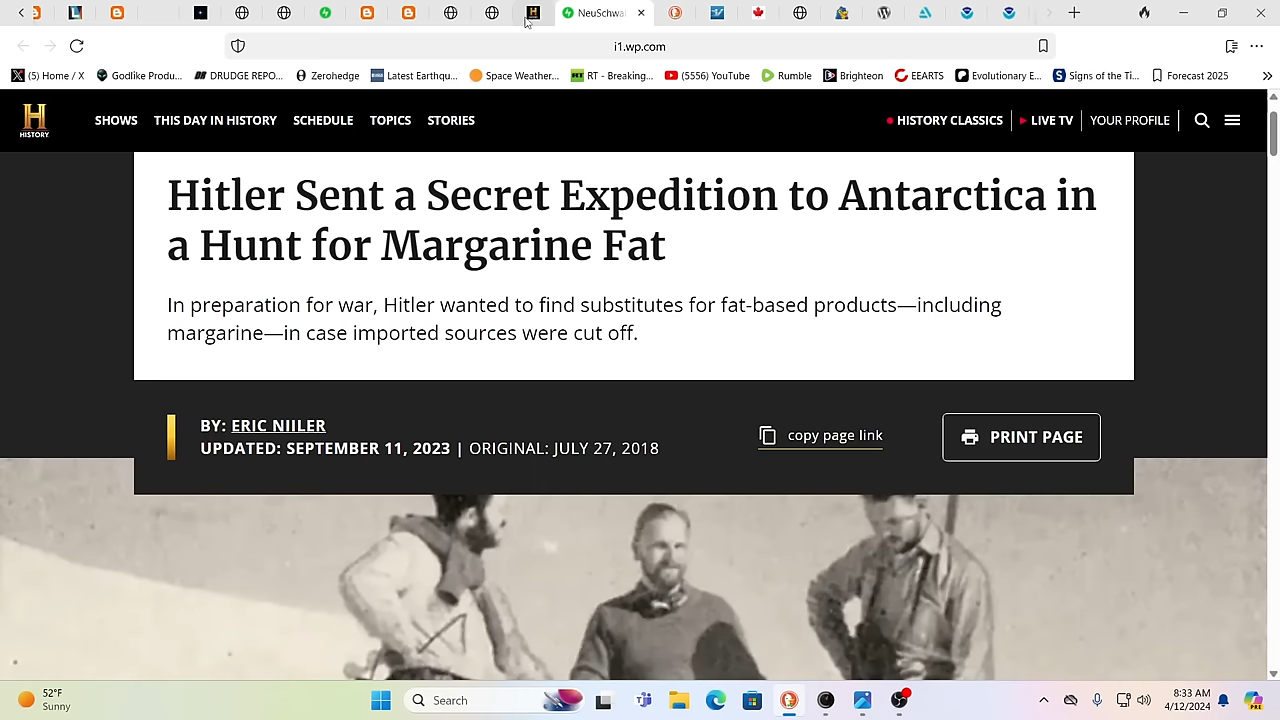 NeuSchwal
i1.wp.com
(5) Home / X
Godlike Produ...
DRUDGE REPO...
Zerohedge
Latest Earthqu...
Space Weather...
RT - Breaking...
(5556) YouTube
Rumble
Brighteon
EEARTS
Evolutionary E...
Signs of the Ti...
Forecast 2025
H
HISTORY
SHOWS
THIS DAY IN HISTORY
SCHEDULE
TOPICS
STORIES
HISTORY CLASSICS
LIVE TV
YOUR PROFILE
Hitler Sent a Secret Expedition to Antarctica in
a Hunt for Margarine Fat
In preparation for war, Hitler wanted to find substitutes for fat-based products—including
margarine—in case imported sources were cut off.
BY: ERIC NIILER
UPDATED: SEPTEMBER 11, 2023 | ORIGINAL: JULY 27, 2018
copy page link
PRINT PAGE
52°F
Sunny
Search
8:33 AM
4/12/2024